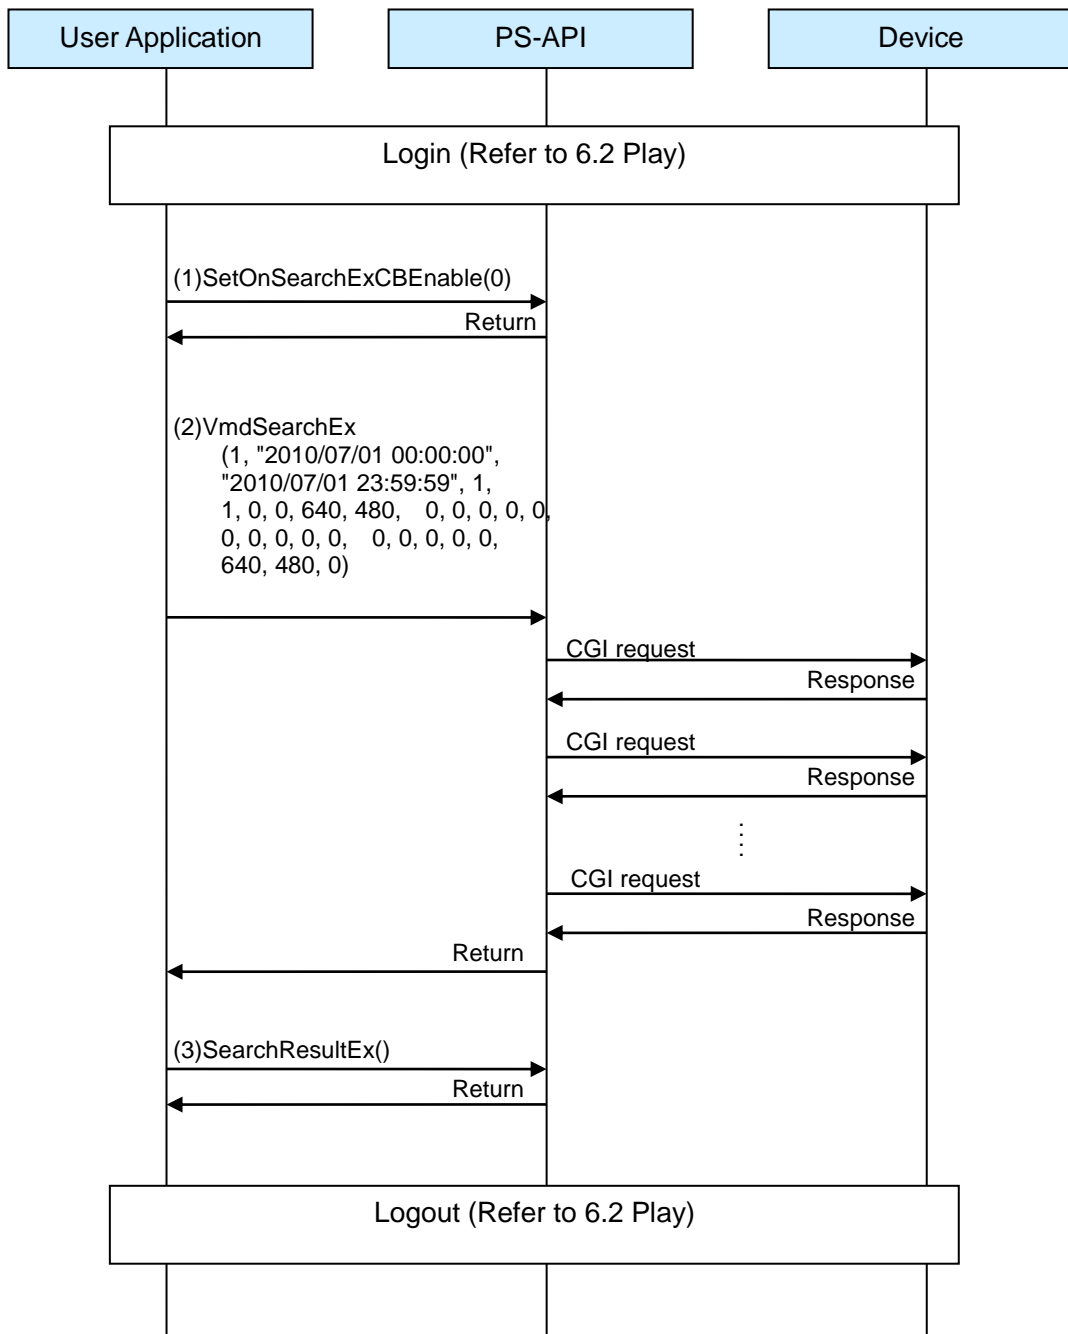 User Application
PS-API
Device
Login (Refer to 6.2 Play)
(1)SetOnSearchExCBEnable(0)
Return
(2)VmdSearchEx
(1, "2010/07/01 00:00:00",
"2010/07/01 23:59:59", 1,
1, 0, 0, 640, 480, 0, 0, 0, 0, 0,
0, 0, 0, 0, 0, 0, 0, 0, 0, 0,
640, 480, 0)
CGI request
Response
CGI request
Response
CGI request
Response
Return
(3)SearchResultEx()
Return
Logout (Refer to 6.2 Play)